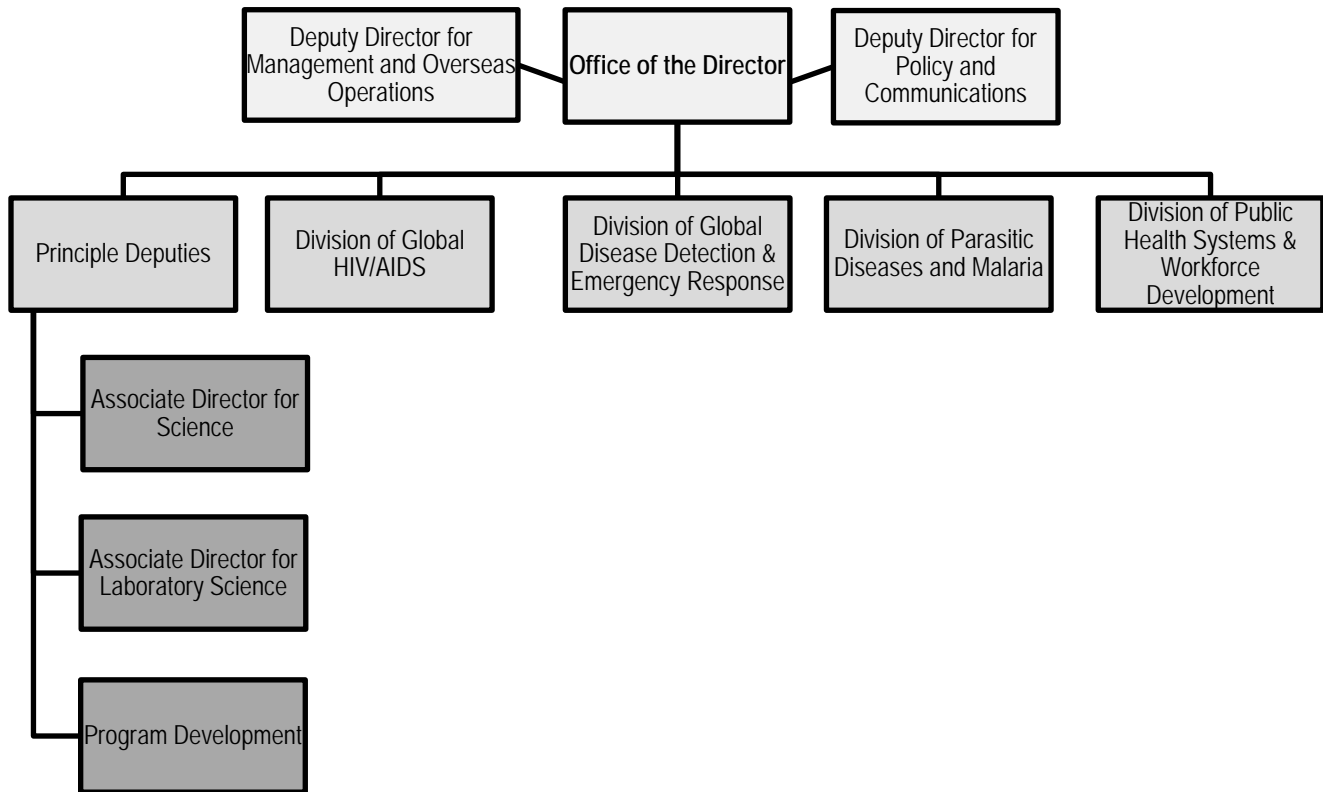 Deputy Director for
Management and Overseas
Operations
Office of the Director
Deputy Director for
Policy and
Communications
Principle Deputies
Division of Global
HIV/AIDS
Division of Global
Disease Detection &
Emergency Response
Division of Parasitic
Diseases and Malaria
Division of Public
Health Systems &
Workforce
Development
Associate Director for
Science
Associate Director for
Laboratory Science
Program Development